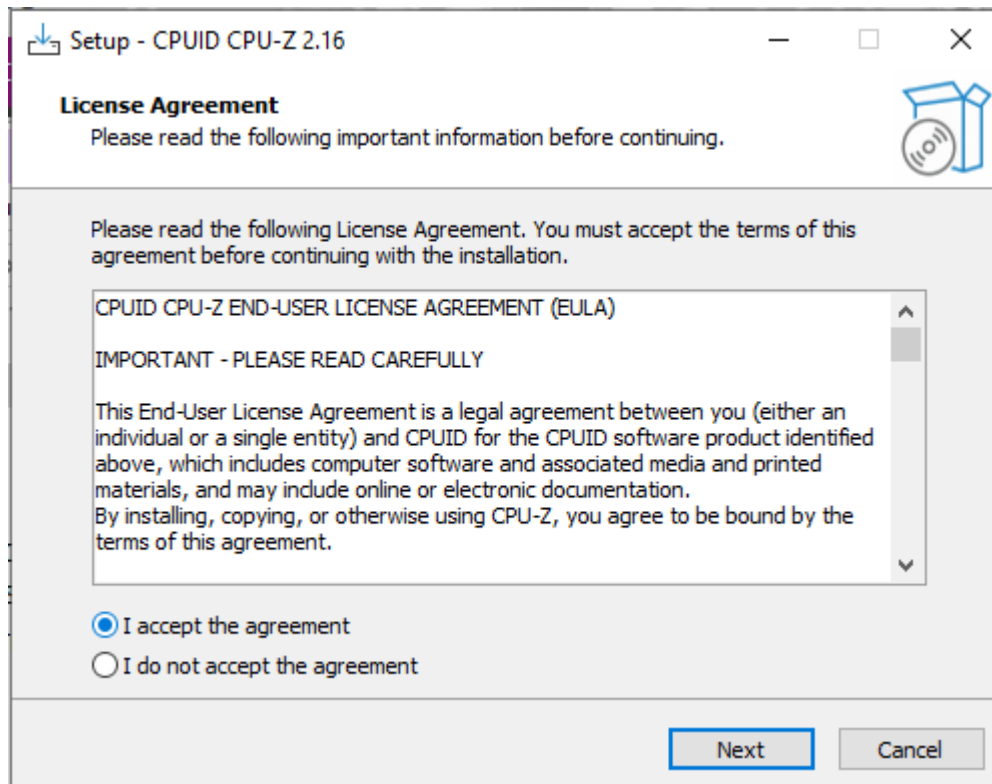 Setup - CPUID CPU-Z 2.16
License Agreement
Please read the following important information before continuing.
Please read the following License Agreement. You must accept the terms of this
agreement before continuing with the installation.
CPUID CPU-Z END-USER LICENSE AGREEMENT (EULA)
IMPORTANT - PLEASE READ CAREFULLY
This End-User License Agreement is a legal agreement between you (either an
individual or a single entity) and CPUID for the CPUID software product identified
above, which includes computer software and associated media and printed
materials, and may include online or electronic documentation.
By installing, copying, or otherwise using CPU-Z, you agree to be bound by the
terms of this agreement.
I accept the agreement
I do not accept the agreement
Next Cancel